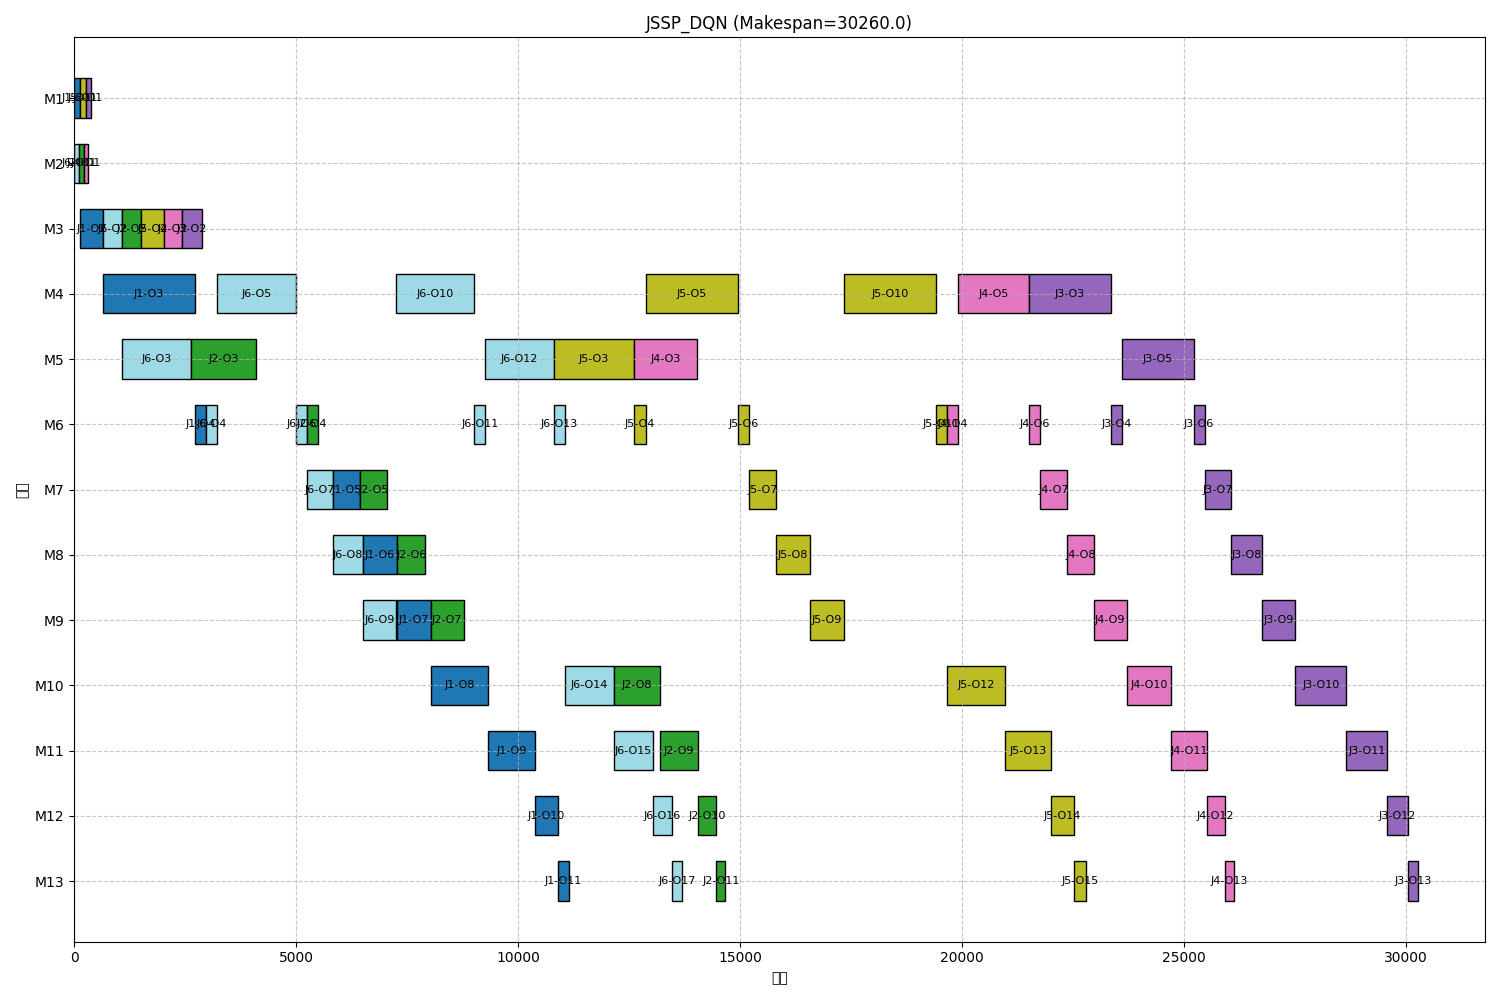 JSSP_DQN (Makespan=30260.0)
M1
M2
M3
J1-O2 J6-O2 J2-O2 J5-O2 J4-O2 J3-O2
M4
J1-O3 J6-O5 J6-O10 J5-O5 J5-O10 J4-O5 J3-O3
M5
J6-O3 J2-O3 J6-O12 J5-O3 J4-O3 J3-O5
M6
J1-O4 J6-O4 J6-O6 J2-O4 J6-O11 J6-O13 J5-O4 J5-O6 J5-O11 J4-O4 J4-O6 J3-O4 J3-O6
M7
J6-O7 J1-O5 J2-O5 J5-O7 J4-O7 J3-O7
M8
J6-O8 J1-O6 J2-O6 J5-O8 J4-O8 J3-O8
M9
J6-O9 J1-O7 J2-O7 J5-O9 J4-O9 J3-O9
M10
J1-O8 J6-O14 J2-O8 J5-O12 J4-O10 J3-O10
M11
J1-O9 J6-O15 J2-O9 J5-O13 J4-O11 J3-O11
M12
J1-O10 J6-O16 J2-O10 J5-O14 J4-O12 J3-O12
M13
J1-O11 J6-O17 J2-O11 J5-O15 J4-O13 J3-O13
0 5000 10000 15000 20000 25000 30000